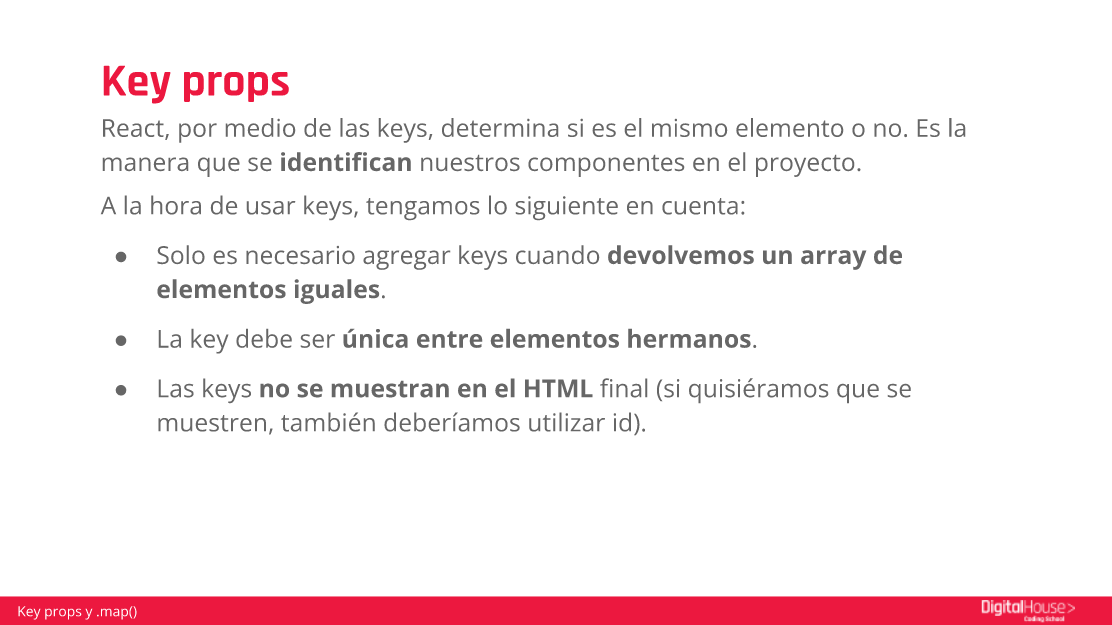 Key props
React, por medio de las keys, determina si es el mismo elemento o no. Es la
manera que se identifican nuestros componentes en el proyecto.
A la hora de usar keys, tengamos lo siguiente en cuenta:
● Solo es necesario agregar keys cuando devolvemos un array de
elementos iguales.
● La key debe ser única entre elementos hermanos.
● Las keys no se muestran en el HTML final (si quisiéramos que se
muestren, también deberíamos utilizar id).
Key props y .map()
DigitalHouse>
Coding School